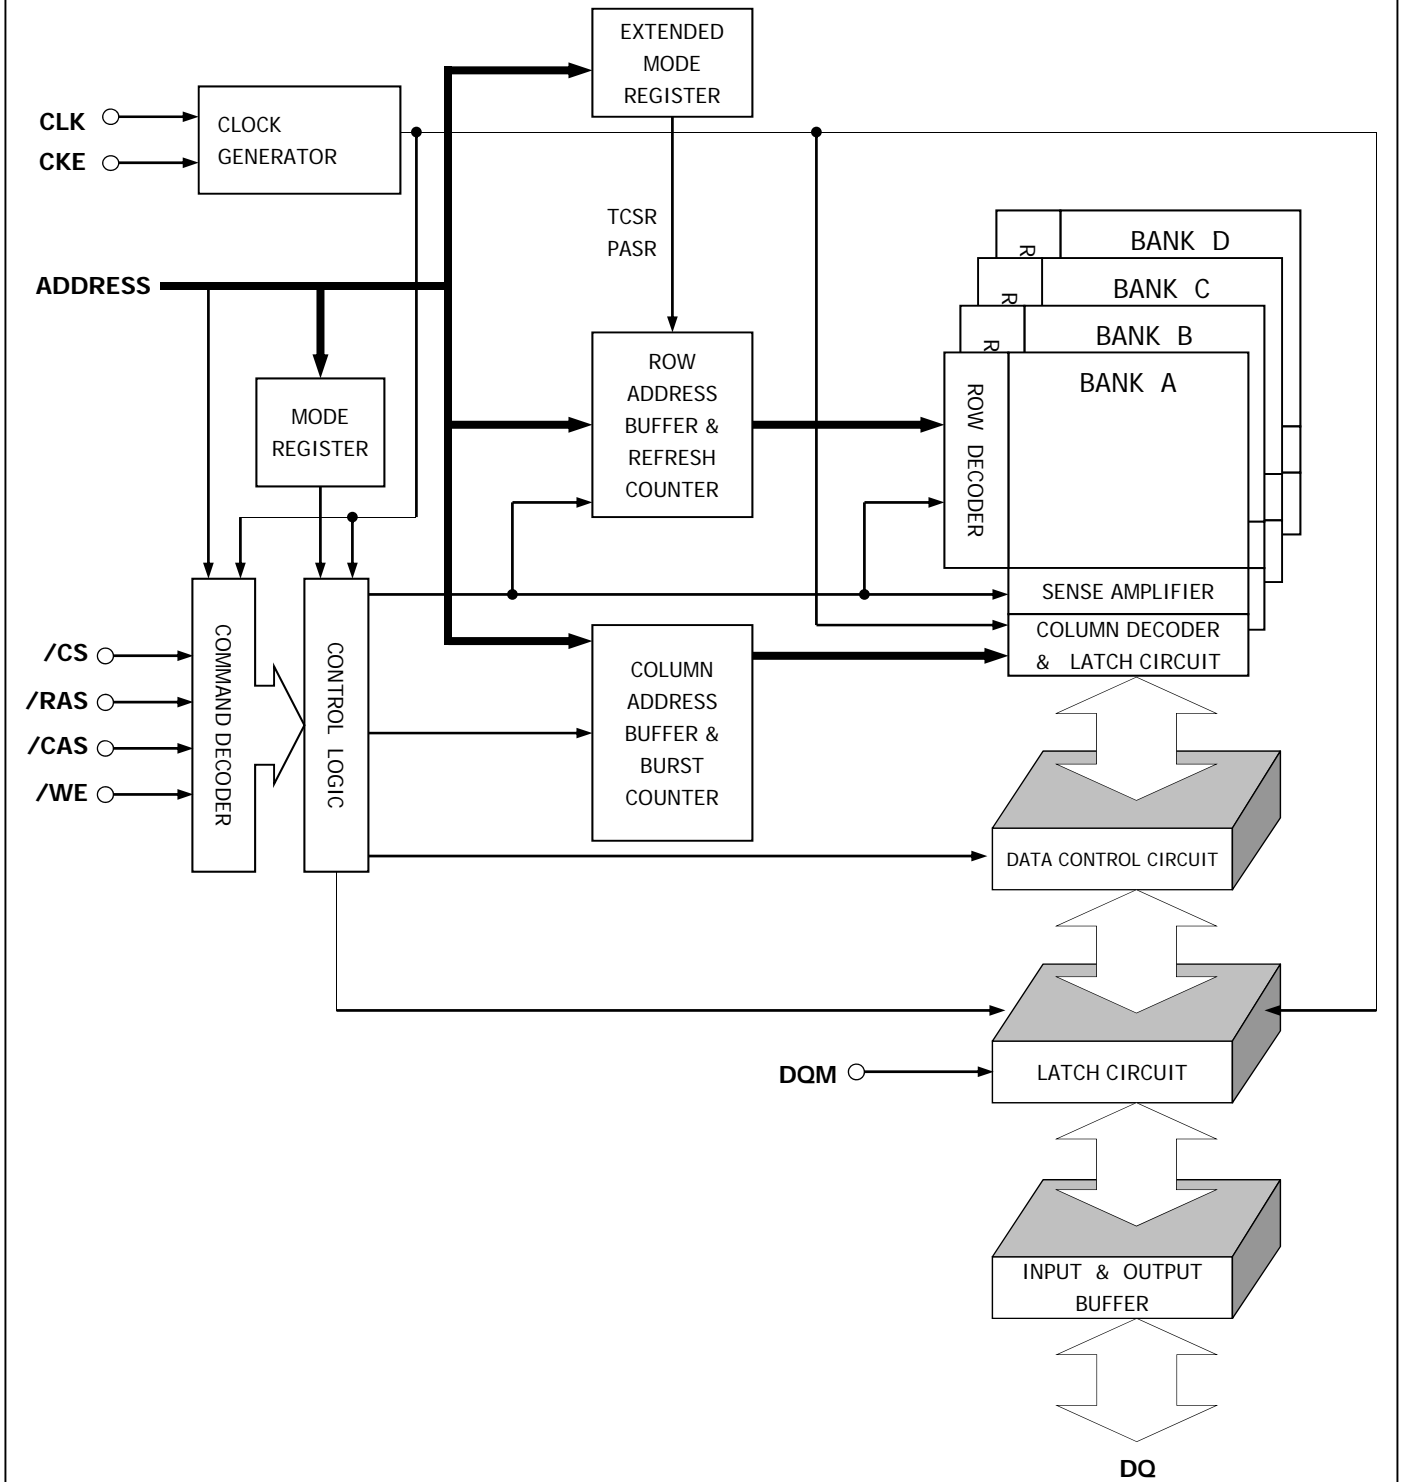 EXTENDED
MODE
REGISTER
CLK
CKE
CLOCK
GENERATOR
TCSR
PASR
ADDRESS
BANK D
R
BANK C
R
BANK B
R
BANK A
ROW DECODER
ROW
ADDRESS
BUFFER &
REFRESH
COUNTER
MODE
REGISTER
SENSE AMPLIFIER
COLUMN DECODER
& LATCH CIRCUIT
/CS
/RAS
/CAS
/WE
COMMAND DECODER
CONTROL LOGIC
COLUMN
ADDRESS
BUFFER &
BURST
COUNTER
DATA CONTROL CIRCUIT
DQM
LATCH CIRCUIT
INPUT & OUTPUT
BUFFER
DQ